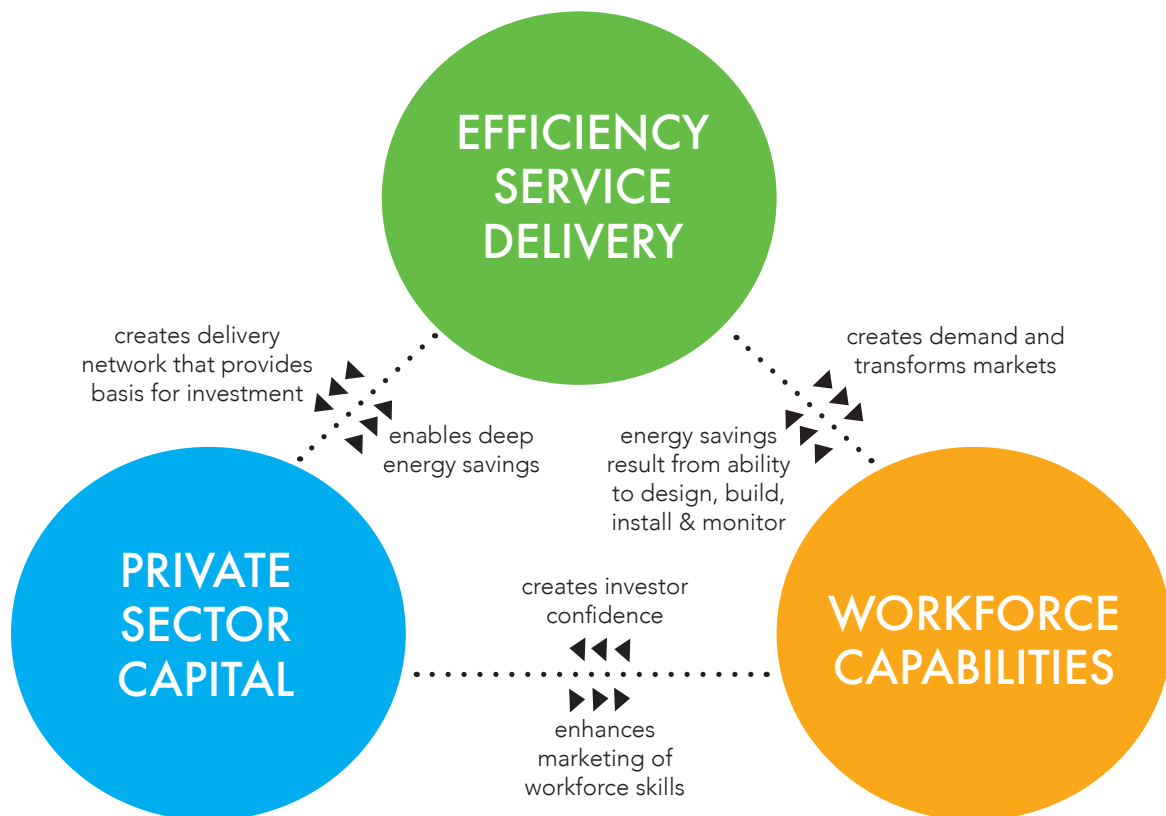 EFFICIENCY
SERVICE
DELIVERY
creates delivery
network that provides
basis for investment
creates demand and
transforms markets
enables deep
energy savings
energy savings
result from ability
to design, build,
install & monitor
PRIVATE
SECTOR
CAPITAL
creates investor
confidence
WORKFORCE
CAPABILITIES
enhances
marketing of
workforce skills